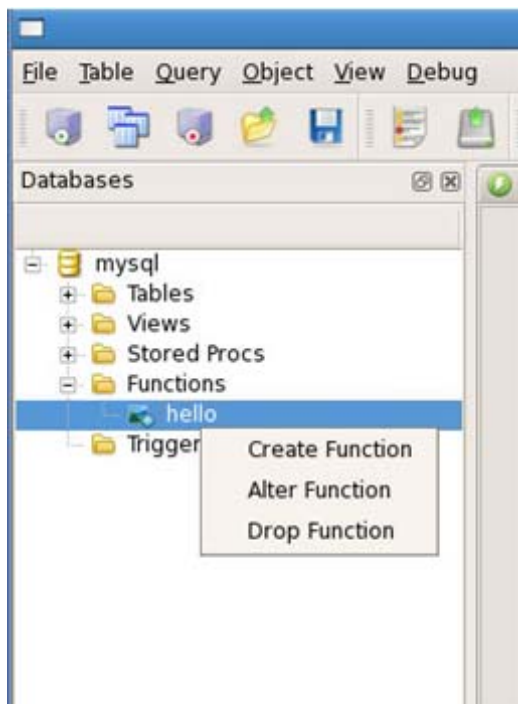 File Table Query Object View Debug
Databases
mysql
Tables
Views
Stored Procs
Functions
hello
Trigger
Create Function
Alter Function
Drop Function